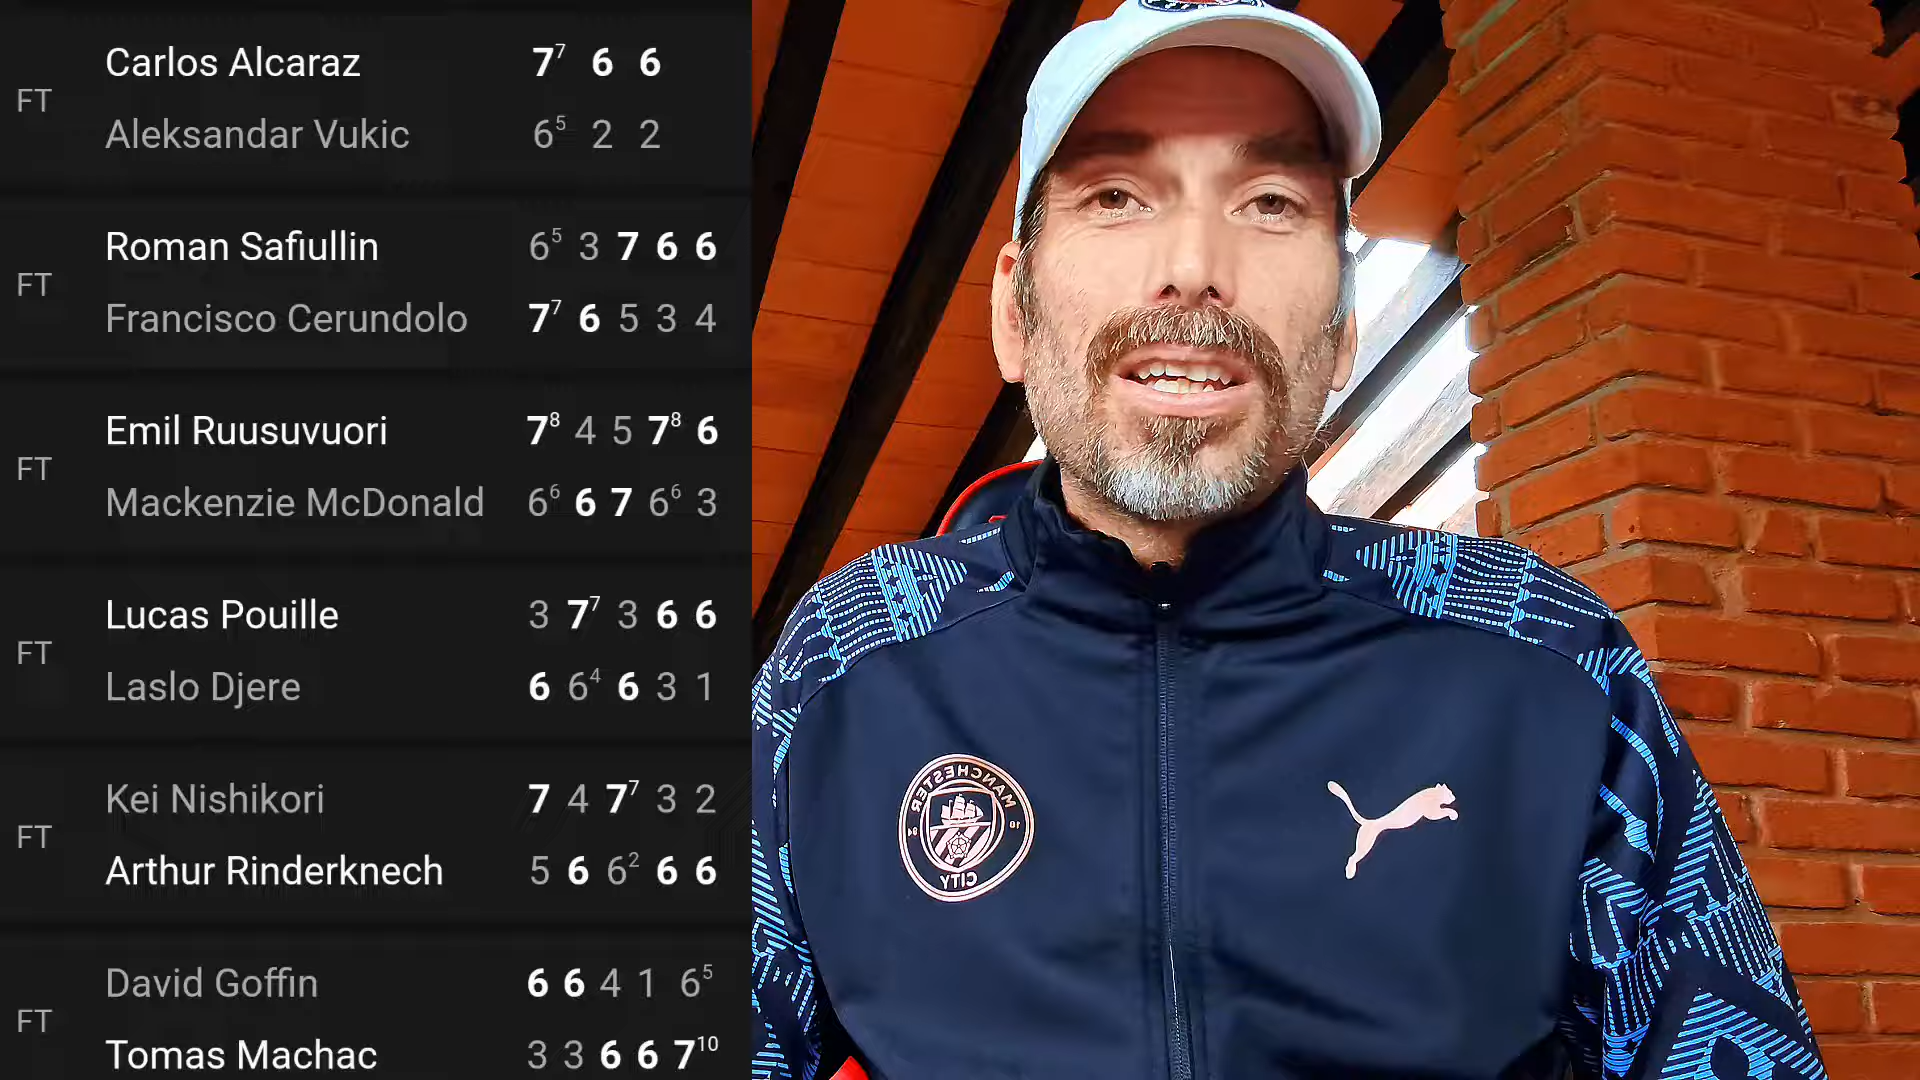 Carlos Alcaraz 7⁷ 6 6
FT
Aleksandar Vukic 6⁵ 2 2
Roman Safiullin 6⁵ 3 7 6 6
FT
Francisco Cerundolo 7⁷ 6 5 3 4
Emil Ruusuvuori 7⁸ 4 5 7⁸ 6
FT
Mackenzie McDonald 6⁶ 6 7 6⁶ 3
Lucas Pouille 3 7⁷ 3 6 6
FT
Laslo Djere 6 6⁴ 6 3 1
Kei Nishikori 7 4 7⁷ 3 2
FT
Arthur Rinderknech 5 6 6² 6 6
David Goffin 6 6 4 1 6⁵
FT
Tomas Machac 3 3 6 6 7¹⁰
MANCHESTER
18 94
CITY